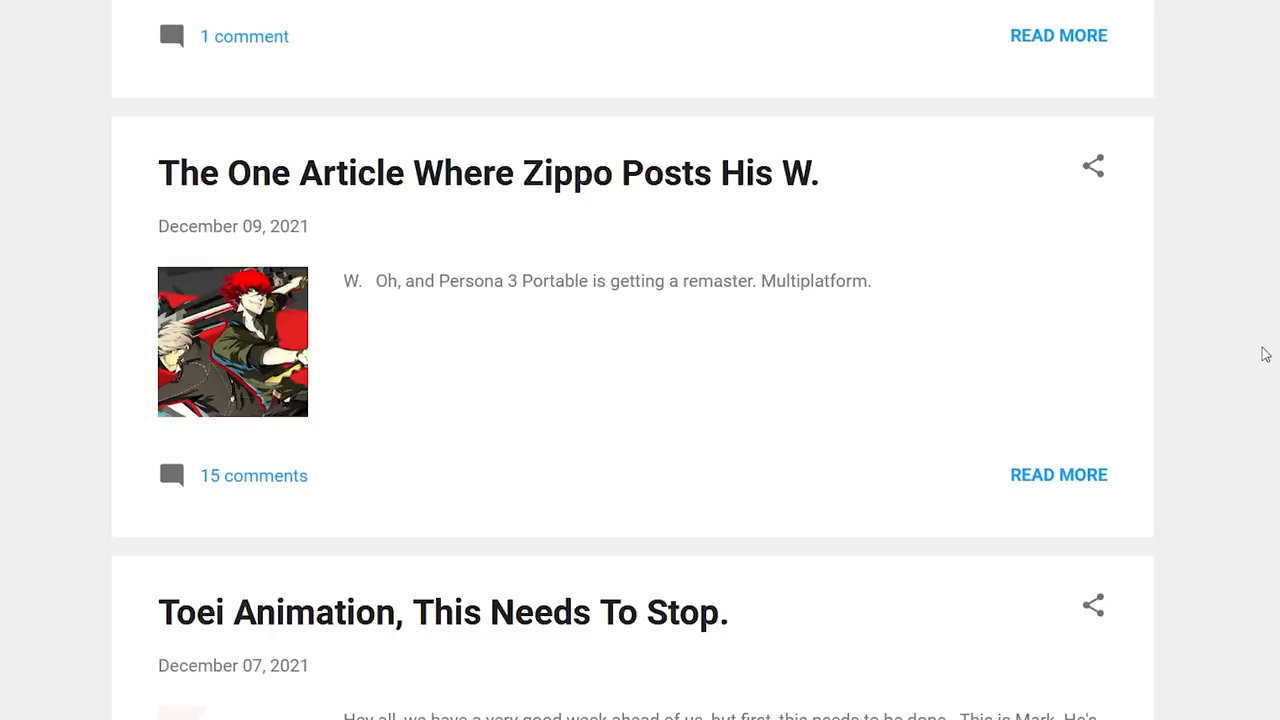 1 comment
READ MORE
The One Article Where Zippo Posts His W.
December 09, 2021
W. Oh, and Persona 3 Portable is getting a remaster. Multiplatform.
15 comments
READ MORE
Toei Animation, This Needs To Stop.
December 07, 2021
Hey all, we have a very good week ahead of us, but first, this needs to be done. This is Mark. He's